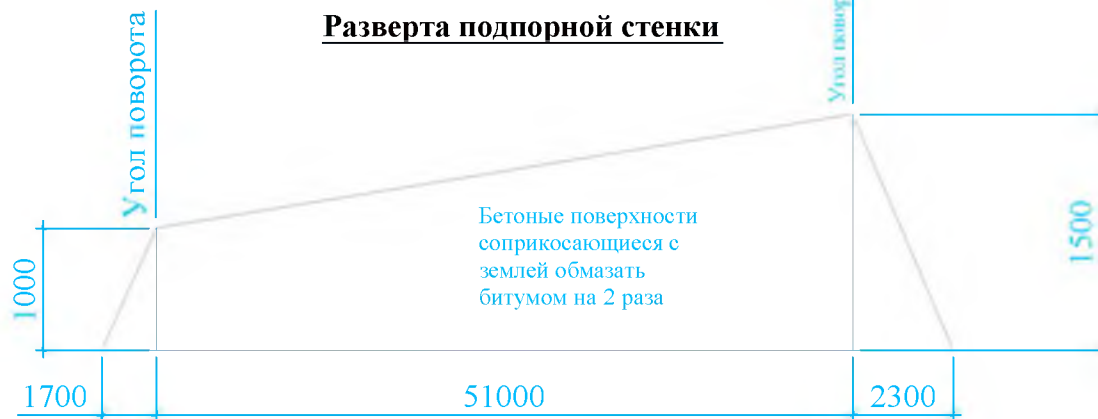 Разверта подпорной стенки
Угол поворота
Угол
Бетоные поверхности
соприкосающиеся с
землей обмазать
битумом на 2 раза
1000
1500
1700
51000
2300